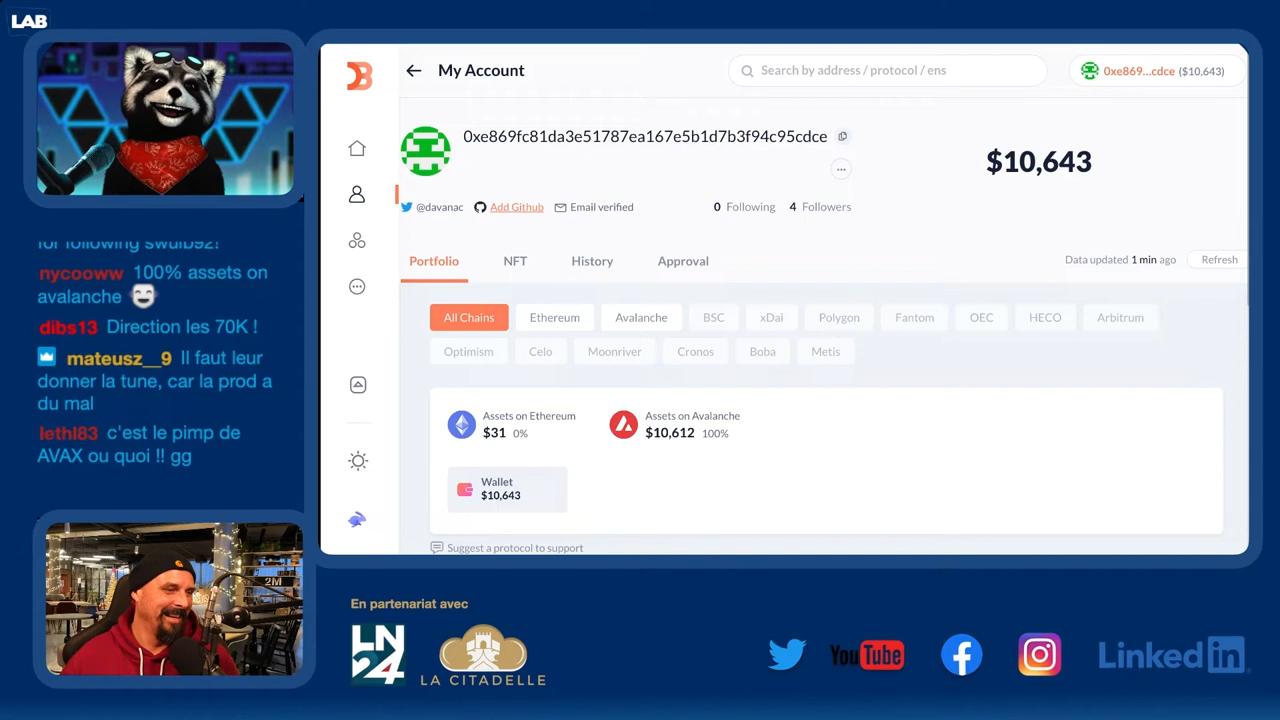 LAB
for following swulb92!
nycooww 100% assets on
avalanche
dibs13 Direction les 70K !
mateusz__9 Il faut leur
donner la tune, car la prod a
du mal
lethl83 c'est le pimp de
AVAX ou quoi !! gg
My Account
Search by address / protocol / ens
0xe869...cdce ($10,643)
0xe869fc81da3e51787ea167e5b1d7b3f94c95cdce
$10,643
@davanac Add Github Email verified 0 Following 4 Followers
Portfolio NFT History Approval
Data updated 1 min ago Refresh
All Chains Ethereum Avalanche BSC xDai Polygon Fantom OEC HECO Arbitrum
Optimism Celo Moonriver Cronos Boba Metis
Assets on Ethereum
$31 0%
Assets on Avalanche
$10,612 100%
Wallet
$10,643
Suggest a protocol to support
2M
En partenariat avec
LN
24
LA CITADELLE
YouTube
LinkedIn